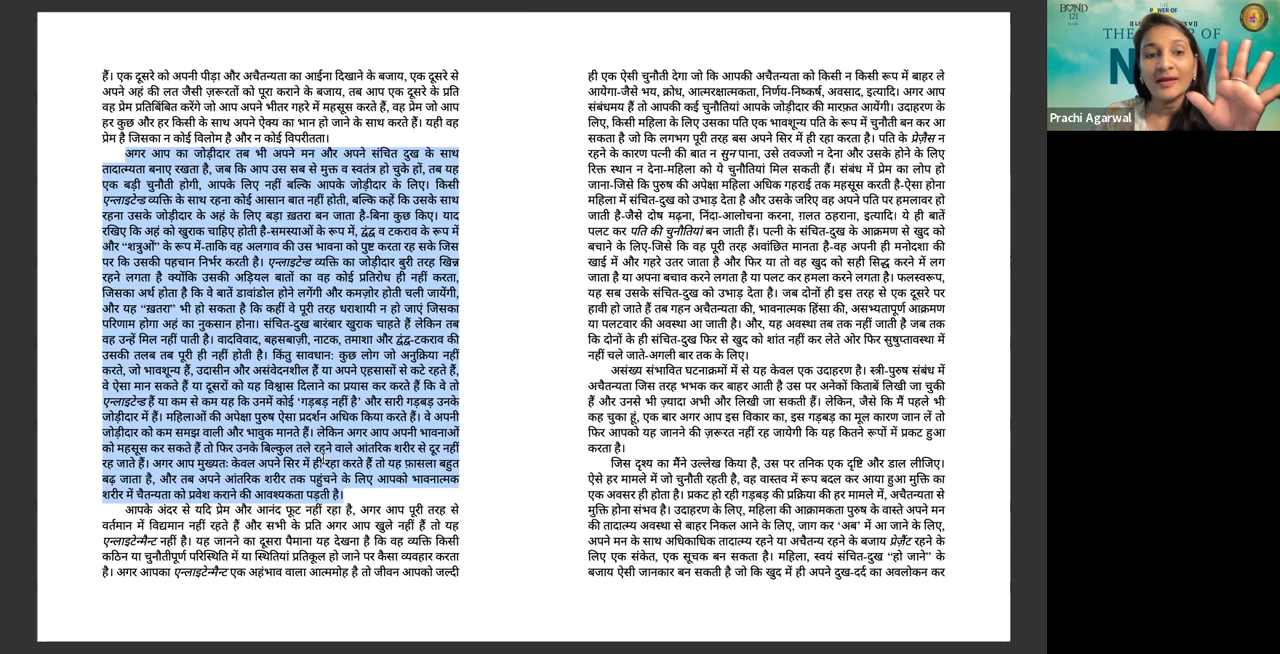 हैं। एक दूसरे को अपनी पीड़ा और अचैतन्यता का आईना दिखाने के बजाय, एक दूसरे से
अपने अहं की लत जैसी ज़रूरतों को पूरा कराने के बजाय, तब आप एक दूसरे के प्रति
वह प्रेम प्रतिबिंबित करेंगे जो आप अपने भीतर गहरे में महसूस करते हैं, वह प्रेम जो आप
हर कुछ और हर किसी के साथ अपने ऐक्य का भान हो जाने के साथ करते हैं। यही वह
प्रेम है जिसका न कोई विलोम है और न कोई विपरीतता।
अगर आप का जोड़ीदार तब भी अपने मन और अपने संचित दुख के साथ
तादात्म्यता बनाए रखता है, जब कि आप उस सब से मुक्त व स्वतंत्र हो चुके हों, तब यह
एक बड़ी चुनौती होगी, आपके लिए नहीं बल्कि आपके जोड़ीदार के लिए। किसी
एन्लाइटेन्ड व्यक्ति के साथ रहना कोई आसान बात नहीं होती, बल्कि कहें कि उसके साथ
रहना उसके जोड़ीदार के अहं के लिए बड़ा ख़तरा बन जाता है-बिना कुछ किए। याद
रखिए कि अहं को खुराक चाहिए होती है-समस्याओं के रूप में, द्वंद्व व टकराव के रूप में
और “शत्रुओं” के रूप में-ताकि वह अलगाव की उस भावना को पुष्ट करता रह सके जिस
पर कि उसकी पहचान निर्भर करती है। एन्लाइटेन्ड व्यक्ति का जोड़ीदार बुरी तरह खिन्न
रहने लगता है क्योंकि उसकी अड़ियल बातों का वह कोई प्रतिरोध ही नहीं करता,
जिसका अर्थ होता है कि वे बातें डावांडोल होने लगेंगी और कमज़ोर होती चली जायेंगी,
और यह “ख़तरा” भी हो सकता है कि कहीं वे पूरी तरह धराशायी न हो जाएं जिसका
परिणाम होगा अहं का नुकसान होना। संचित-दुख बारंबार खुराक चाहते हैं लेकिन तब
वह उन्हें मिल नहीं पाती है। वादविवाद, बहसबाज़ी, नाटक, तमाशा और द्वंद्व-टकराव की
उसकी तलब तब पूरी ही नहीं होती है। किंतु सावधान: कुछ लोग जो अनुक्रिया नहीं
करते, जो भावशून्य हैं, उदासीन और असंवेदनशील हैं या अपने एहसासों से कटे रहते हैं,
वे ऐसा मान सकते हैं या दूसरों को यह विश्वास दिलाने का प्रयास कर करते हैं कि वे तो
एन्लाइटेन्ड हैं या कम से कम यह कि उनमें कोई ‘गड़बड़ नहीं है’ और सारी गड़बड़ उनके
जोड़ीदार में हैं। महिलाओं की अपेक्षा पुरुष ऐसा प्रदर्शन अधिक किया करते हैं। वे अपनी
जोड़ीदार को कम समझ वाली और भावुक मानते हैं। लेकिन अगर आप अपनी भावनाओं
को महसूस कर सकते हैं तो फिर उनके बिल्कुल तले रहने वाले आंतरिक शरीर से दूर नहीं
रह जाते हैं। अगर आप मुख्यतः केवल अपने सिर में ही रहा करते हैं तो यह फ़ासला बहुत
बढ़ जाता है, और तब अपने आंतरिक शरीर तक पहुंचने के लिए आपको भावनात्मक
शरीर में चैतन्यता को प्रवेश कराने की आवश्यकता पड़ती है।
आपके अंदर से यदि प्रेम और आनंद फूट नहीं रहा है, अगर आप पूरी तरह से
वर्तमान में विद्यमान नहीं रहते हैं और सभी के प्रति अगर आप खुले नहीं हैं तो यह
एन्लाइटेन्मैन्ट नहीं है। यह जानने का दूसरा पैमाना यह देखना है कि वह व्यक्ति किसी
कठिन या चुनौतीपूर्ण परिस्थिति में या स्थितियां प्रतिकूल हो जाने पर कैसा व्यवहार करता
है। अगर आपका एन्लाइटेन्मैन्ट एक अहंभाव वाला आत्ममोह है तो जीवन आपको जल्दी
ही एक ऐसी चुनौती देगा जो कि आपकी अचैतन्यता को किसी न किसी रूप में बाहर ले
आयेगा-जैसे भय, क्रोध, आत्मरक्षात्मकता, निर्णय-निष्कर्ष, अवसाद, इत्यादि। अगर आप
संबंधमय हैं तो आपकी कई चुनौतियां आपके जोड़ीदार की मारफ़त आयेंगी। उदाहरण के
लिए, किसी महिला के लिए उसका पति एक भावशून्य पति के रूप में चुनौती बन कर आ
सकता है जो कि लगभग पूरी तरह बस अपने सिर में ही रहा करता है। पति के प्रेज़ैस न
रहने के कारण पत्नी की बात न सुन पाना, उसे तवज्जो न देना और उसके होने के लिए
रिक्त स्थान न देना-महिला को ये चुनौतियां मिल सकती हैं। संबंध में प्रेम का लोप हो
जाना-जिसे कि पुरुष की अपेक्षा महिला अधिक गहराई तक महसूस करती है-ऐसा होना
महिला में संचित-दुख को उभाड़ देता है और उसके जरिए वह अपने पति पर हमलावर हो
जाती है-जैसे दोष मढ़ना, निंदा-आलोचना करना, ग़लत ठहराना, इत्यादि। ये ही बातें
पलट कर पति की चुनौतियां बन जाती हैं। पत्नी के संचित-दुख के आक्रमण से खुद को
बचाने के लिए-जिसे कि वह पूरी तरह अवांछित मानता है-वह अपनी ही मनोदशा की
खाई में और गहरे उतर जाता है और फिर या तो वह खुद को सही सिद्ध करने में लग
जाता है या अपना बचाव करने लगता है या पलट कर हमला करने लगता है। फलस्वरूप,
यह सब उसके संचित-दुख को उभाड़ देता है। जब दोनों ही इस तरह से एक दूसरे पर
हावी हो जाते हैं तब गहन अचैतन्यता की, भावनात्मक हिंसा की, असभ्यतापूर्ण आक्रमण
या पलटवार की अवस्था आ जाती है। और, यह अवस्था तब तक नहीं जाती है जब तक
कि दोनों के ही संचित-दुख फिर से खुद को शांत नहीं कर लेते ओर फिर सुषुप्तावस्था में
नहीं चले जाते-अगली बार तक के लिए।
असंख्य संभावित घटनाक्रमों में से यह केवल एक उदाहरण है। स्त्री-पुरुष संबंध में
अचैतन्यता जिस तरह भभक कर बाहर आती है उस पर अनेकों किताबें लिखी जा चुकी
हैं और उनसे भी ज़्यादा अभी और लिखी जा सकती हैं। लेकिन, जैसे कि मैं पहले भी
कह चुका हूं, एक बार अगर आप इस विकार का, इस गड़बड़ का मूल कारण जान लें तो
फिर आपको यह जानने की ज़रूरत नहीं रह जायेगी कि यह कितने रूपों में प्रकट हुआ
करता है।
जिस दृश्य का मैंने उल्लेख किया है, उस पर तनिक एक दृष्टि और डाल लीजिए।
ऐसे हर मामले में जो चुनौती रहती है, वह वास्तव में रूप बदल कर आया हुआ मुक्ति का
एक अवसर ही होता है। प्रकट हो रही गड़बड़ की प्रक्रिया की हर मामले में, अचैतन्यता से
मुक्ति होना संभव है। उदाहरण के लिए, महिला की आक्रामकता पुरुष के वास्ते अपने मन
की तादात्म्य अवस्था से बाहर निकल आने के लिए, जाग कर ‘अब’ में आ जाने के लिए,
अपने मन के साथ अधिकाधिक तादात्म्य रहने या अचैतन्य रहने के बजाय प्रेज़ैंट रहने के
लिए एक संकेत, एक सूचक बन सकता है। महिला, स्वयं संचित-दुख “हो जाने” के
बजाय ऐसी जानकार बन सकती है जो कि खुद में ही अपने दुख-दर्द का अवलोकन कर
BOND
121
THE
POWER OF
THE OF
N
Prachi Agarwal